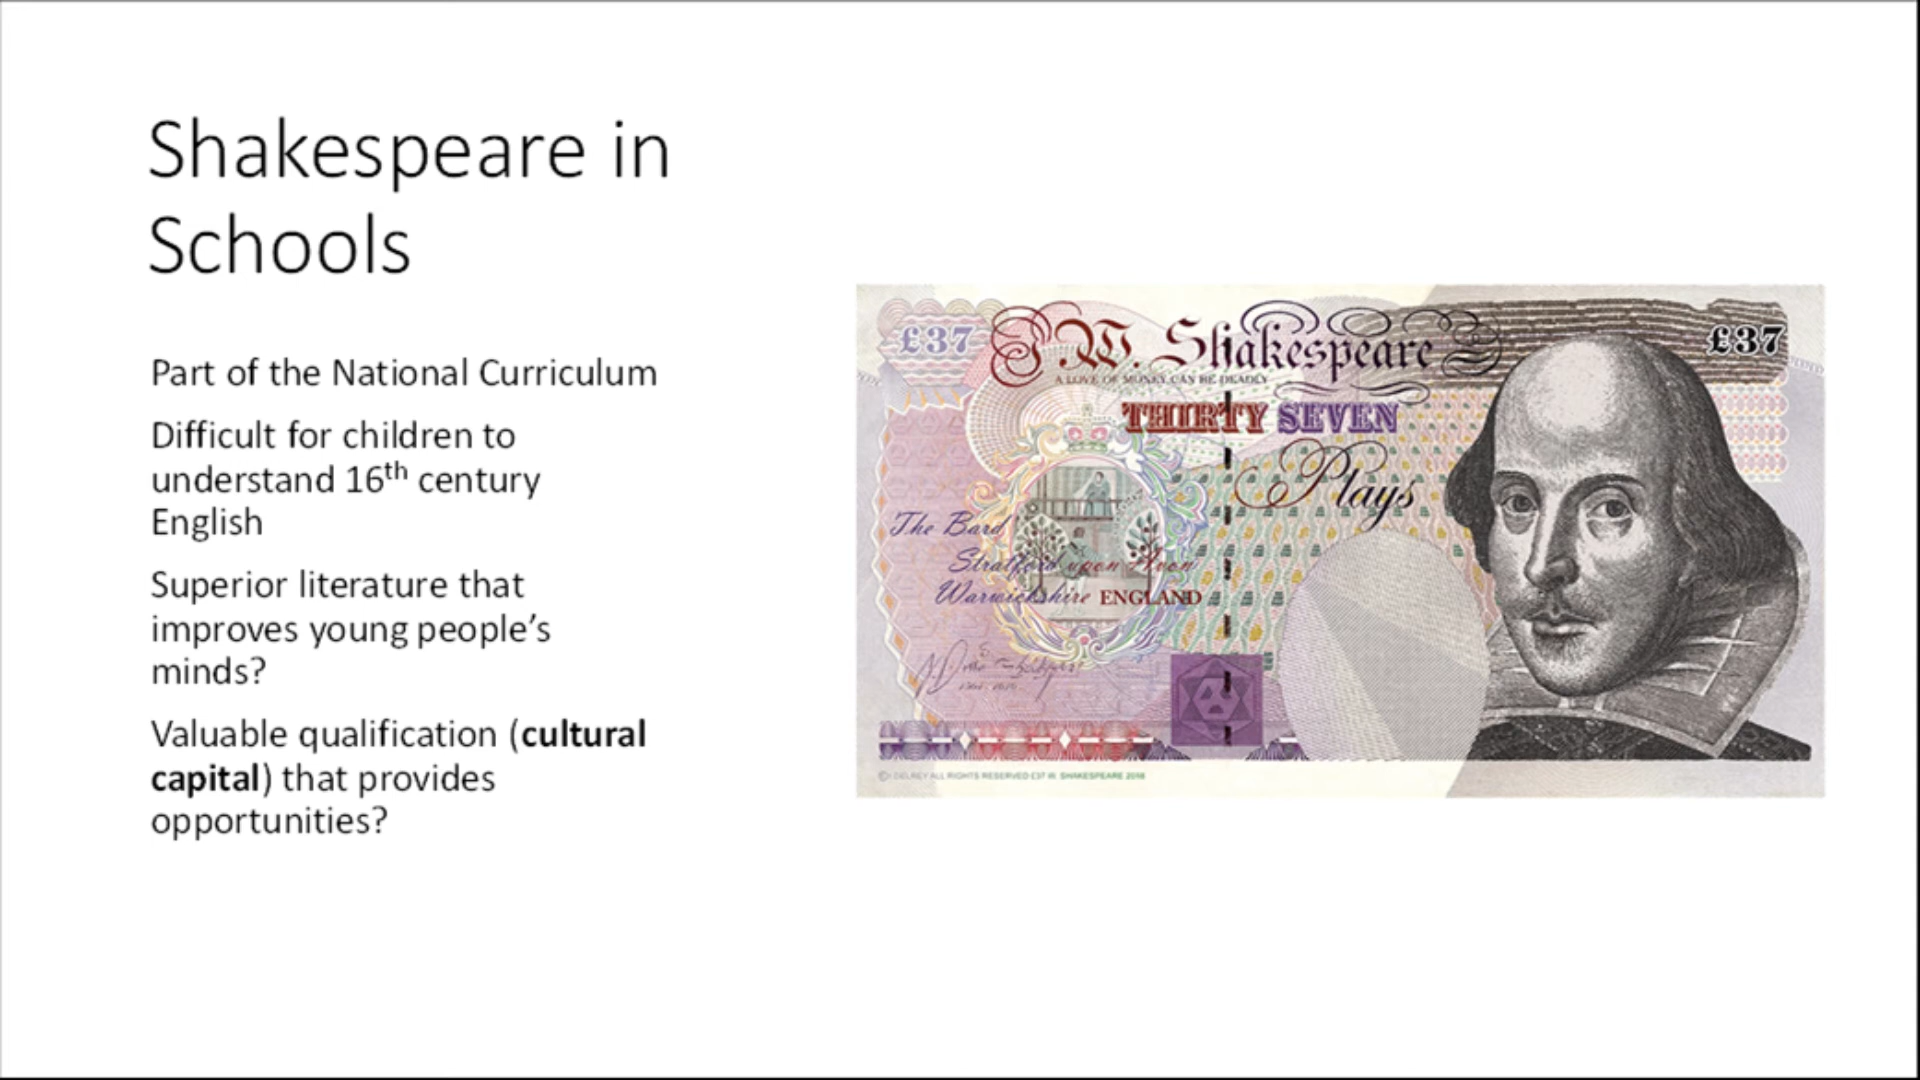 Shakespeare in
Schools
Part of the National Curriculum
Difficult for children to
understand 16th century
English
Superior literature that
improves young people’s
minds?
Valuable qualification (cultural
capital) that provides
opportunities?
£37
W. Shakespeare
£37
A LOVE OF MONEY CAN BE DEADLY
THIRTY SEVEN
Plays
The Bard
Stratford upon Avon
Warwickshire ENGLAND
ALL RIGHTS RESERVED £37 W. SHAKESPEARE